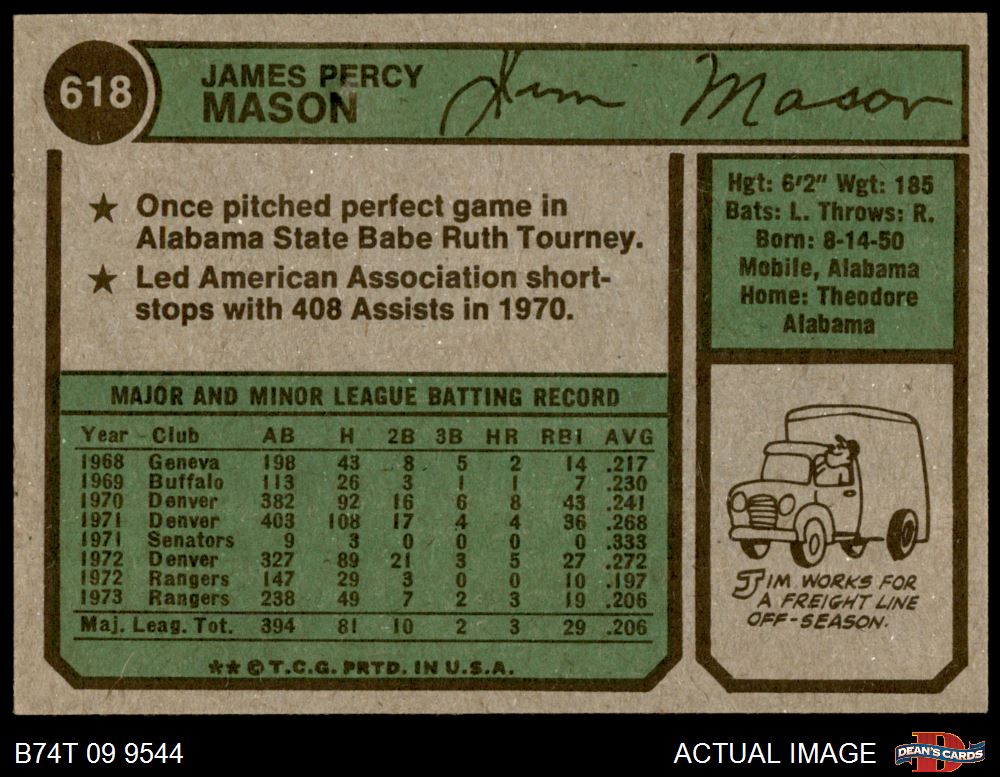 618
JAMES PERCY
MASON
Jim Mason
★ Once pitched perfect game in
Alabama State Babe Ruth Tourney.
★ Led American Association short-
stops with 408 Assists in 1970.
Hgt: 6'2" Wgt: 185
Bats: L. Throws: R.
Born: 8-14-50
Mobile, Alabama
Home: Theodore
Alabama
MAJOR AND MINOR LEAGUE BATTING RECORD
Year - Club AB H 2B 3B HR RBI AVG
1968 Geneva 198 43 8 5 2 14 .217
1969 Buffalo 113 26 3 1 1 7 .230
1970 Denver 382 92 16 6 8 43 .241
1971 Denver 403 108 17 4 4 36 .268
1971 Senators 9 3 0 0 0 0 .333
1972 Denver 327 89 21 3 5 27 .272
1972 Rangers 147 29 3 0 0 10 .197
1973 Rangers 238 49 7 2 3 19 .206
Maj. Leag. Tot. 394 81 10 2 3 29 .206
★★ © T.C.G. PRTD. IN U.S.A.
JIM WORKS FOR
A FREIGHT LINE
OFF-SEASON.
B74T 09 9544
ACTUAL IMAGE
D
DEAN'S CARDS